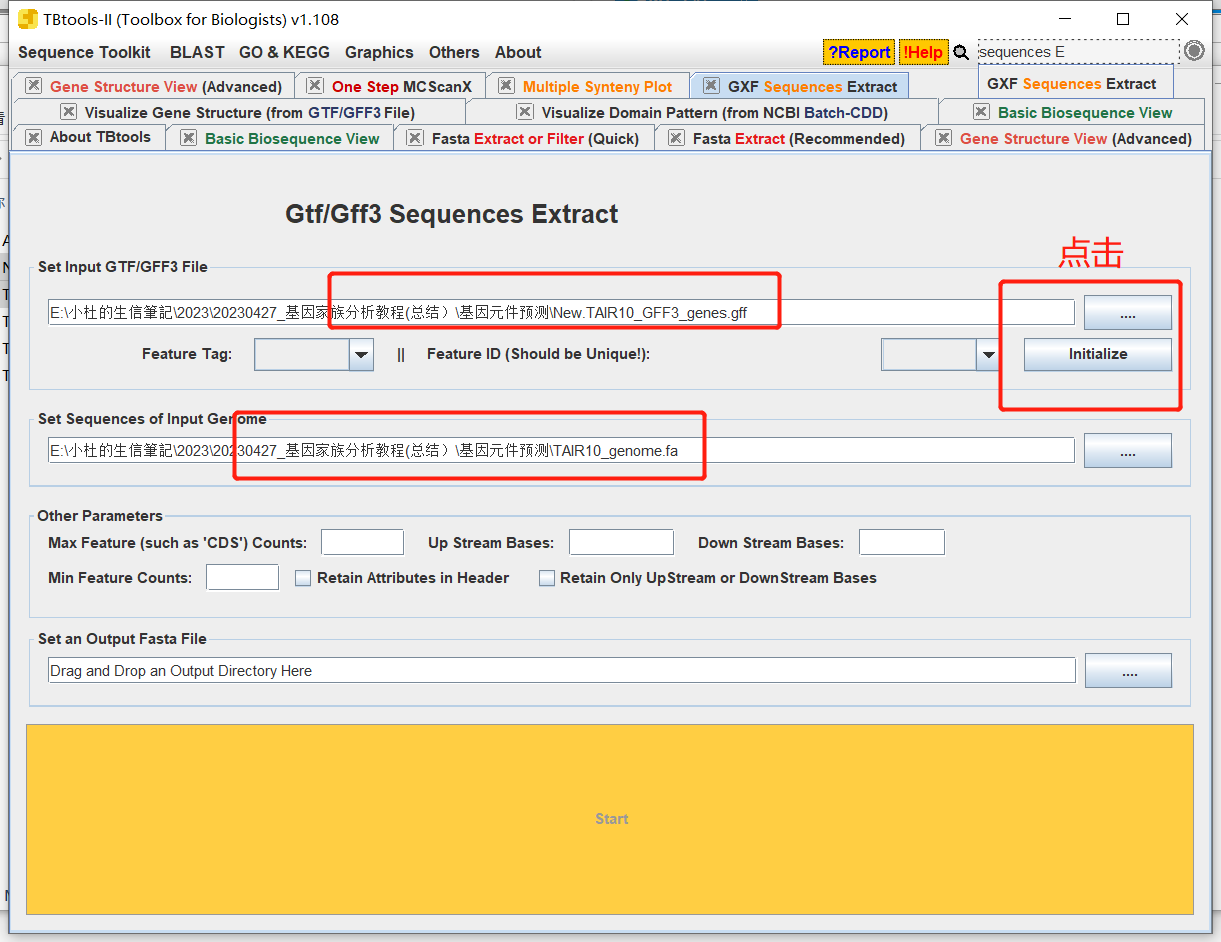 TBtools-II (Toolbox for Biologists) v1.108
Sequence Toolkit BLAST GO & KEGG Graphics Others About ?Report !Help sequences E
Gene Structure View (Advanced) One Step MCScanX Multiple Synteny Plot GXF Sequences Extract GXF Sequences Extract
Visualize Gene Structure (from GTF/GFF3 File) Visualize Domain Pattern (from NCBI Batch-CDD) Basic Biosequence View
About TBtools Basic Biosequence View Fasta Extract or Filter (Quick) Fasta Extract (Recommended) Gene Structure View (Advanced)
Gtf/Gff3 Sequences Extract
点击
Set Input GTF/GFF3 File
E:\小杜的生信筆記\2023\20230427_基因家族分析教程(总结）\基因元件预测\New.TAIR10_GFF3_genes.gff ....
Feature Tag: || Feature ID (Should be Unique!): Initialize
Set Sequences of Input Genome
E:\小杜的生信筆記\2023\20230427_基因家族分析教程(总结）\基因元件预测\TAIR10_genome.fa ....
Other Parameters
Max Feature (such as 'CDS') Counts: Up Stream Bases: Down Stream Bases:
Min Feature Counts: Retain Attributes in Header Retain Only UpStream or DownStream Bases
Set an Output Fasta File
Drag and Drop an Output Directory Here ....
Start